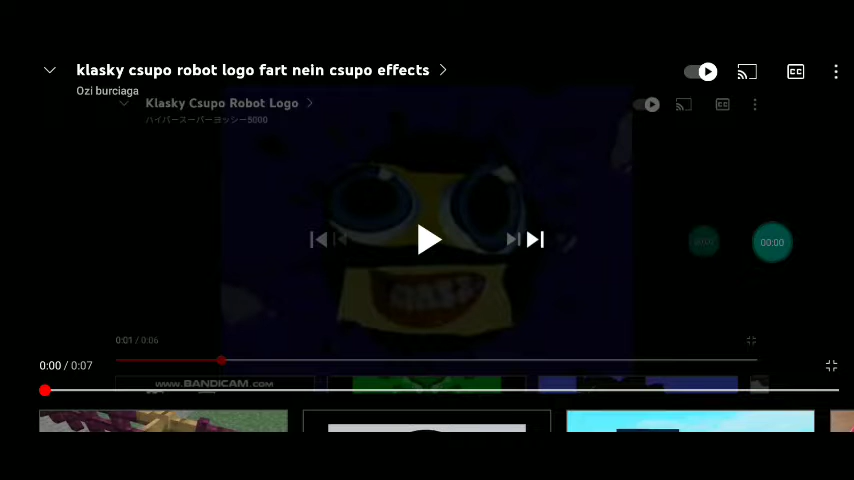 klasky csupo robot logo fart nein csupo effects
Ozi burciaga
CC
Klasky Csupo Robot Logo
ハイパースーパーヨッシー5000
CC
00:00
0:01 / 0:06
0:00 / 0:07
WWW.BANDICAM.COM